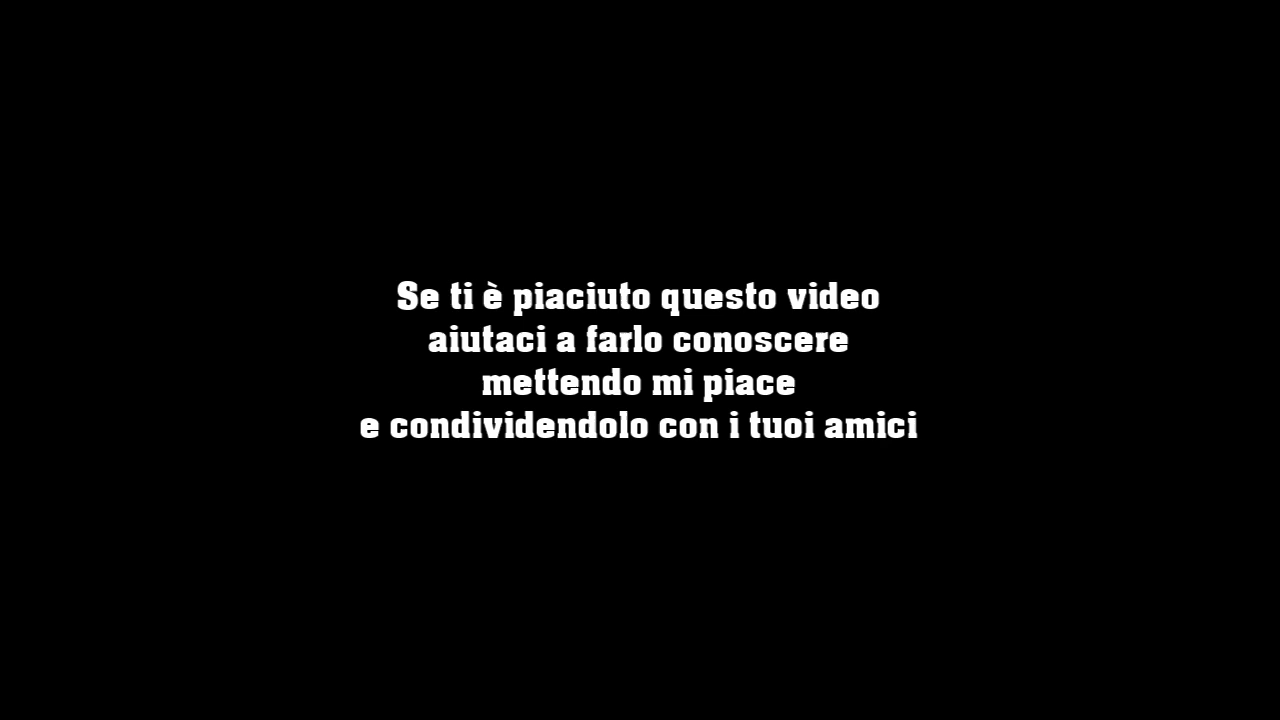 Se ti è piaciuto questo video
aiutaci a farlo conoscere
mettendo mi piace
e condividendolo con i tuoi amici